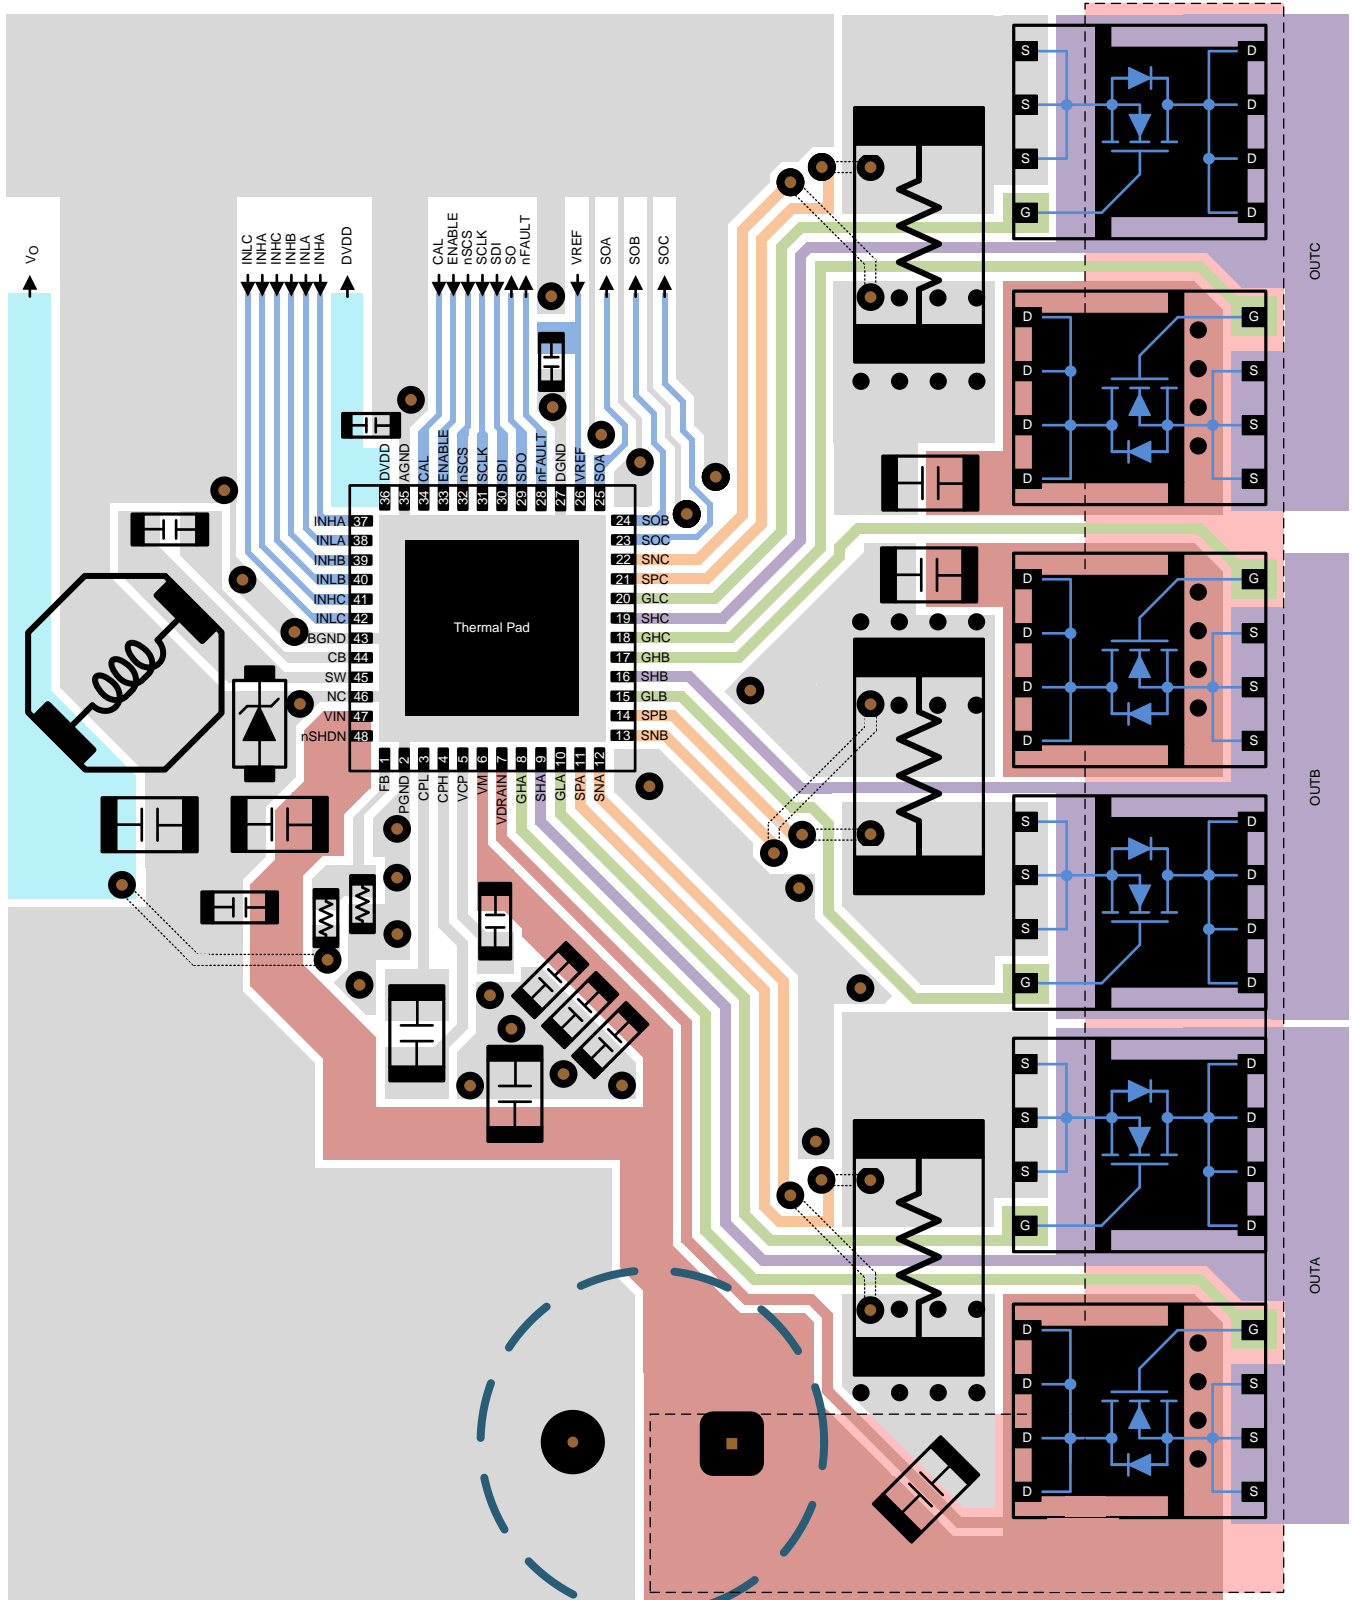 VO
INLC
INHA
INHC
INHB
INLA
INHA
DVDD
CAL
ENABLE
nSCS
SCLK
SDI
SO
nFAULT
VREF
SOA
SOB
SOC
DVDD
AGND
CAL
ENABLE
nSCS
SCLK
SDI
SDO
nFAULT
DGND
VREF
SOA
36
35
34
33
32
31
30
29
28
27
26
25
INHA 37
INLA 38
INHB 39
INLB 40
INHC 41
INLC 42
BGND 43
CB 44
SW 45
NC 46
VIN 47
nSHDN 48
Thermal Pad
24 SOB
23 SOC
22 SNC
21 SPC
20 GLC
19 SHC
18 GHC
17 GHB
16 SHB
15 GLB
14 SPB
13 SNB
1
2
3
4
5
6
7
8
9
10
11
12
FB
PGND
CPL
CPH
VCP
VM
VDRAIN
GHA
SHA
GLA
SPA
SNA
S D
S D
S D
G D
OUTC
D G
D S
D S
D S
D G
D S
D S
D S
OUTB
S D
S D
S D
G D
S D
S D
S D
G D
OUTA
D G
D S
D S
D S